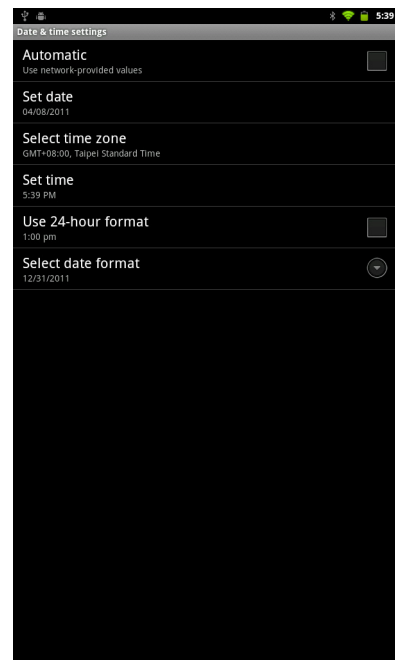 5:39
Date & time settings
Automatic
Use network-provided values
Set date
04/08/2011
Select time zone
GMT+08:00, Taipei Standard Time
Set time
5:39 PM
Use 24-hour format
1:00 pm
Select date format
12/31/2011